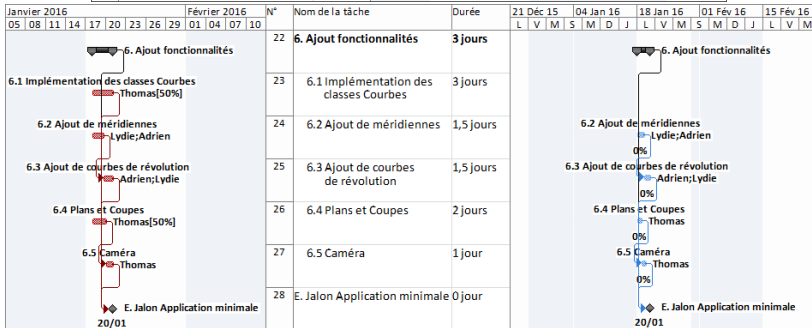 Janvier 2016 Février 2016 N° Nom de la tâche Durée 21 Déc 15 04 Jan 16 18 Jan 16 01 Fév 16 15 Fév 16
05 08 11 14 17 20 23 26 29 01 04 07 10 L V M S M D J L V M S M D J L V
22 6. Ajout fonctionnalités 3 jours
6. Ajout fonctionnalités
6. Ajout fonctionnalités
6.1 Implémentation des classes Courbes
Thomas[50%]
23 6.1 Implémentation des 3 jours
classes Courbes
24 6.2 Ajout de méridiennes 1,5 jours
6.2 Ajout de méridiennes
Lydie;Adrien
6.2 Ajout de méridiennes
Lydie;Adrien
0%
25 6.3 Ajout de courbes 1,5 jours
de révolution
6.3 Ajout de courbes de révolution
Adrien;Lydie
6.3 Ajout de courbes de révolution
Adrien;Lydie
0%
26 6.4 Plans et Coupes 2 jours
6.4 Plans et Coupes
Thomas[50%]
6.4 Plans et Coupes
Thomas
0%
27 6.5 Caméra 1 jour
6.5 Caméra
Thomas
6.5 Caméra
Thomas
0%
28 E. Jalon Application minimale 0 jour
E. Jalon Application minimale
20/01
E. Jalon Application minimale
20/01